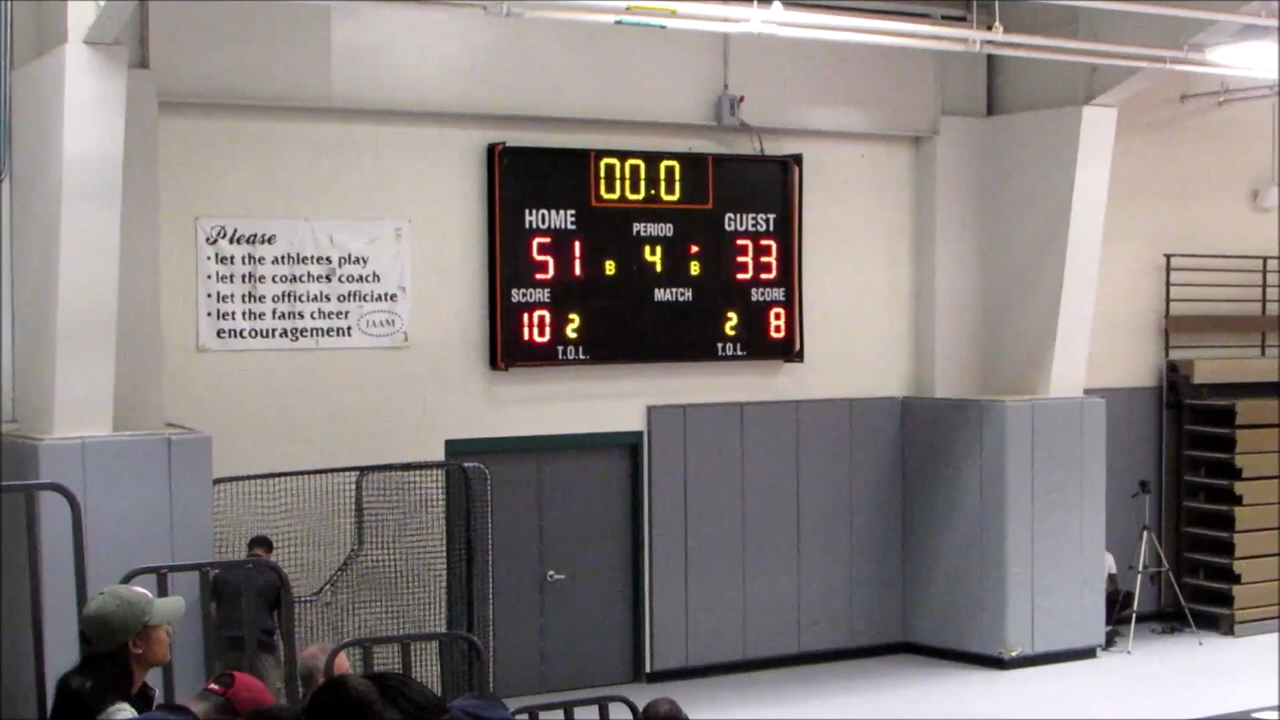 00.0
HOME PERIOD GUEST
51 B 4 B 33
SCORE MATCH SCORE
10 2 2 8
T.O.L. T.O.L.
Please
• let the athletes play
• let the coaches coach
• let the officials officiate
• let the fans cheer
encouragement IAAM